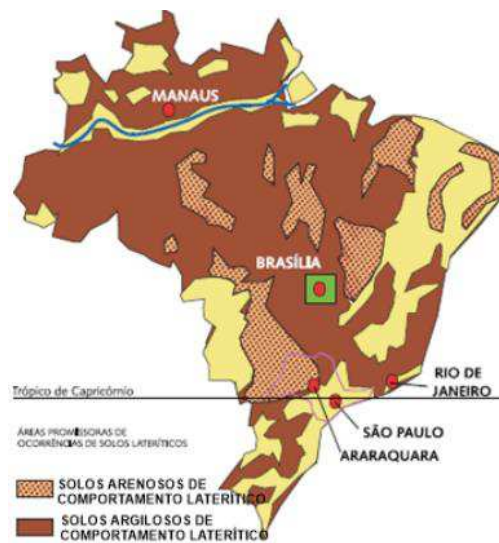 MANAUS
BRASÍLIA
RIO DE
JANEIRO
Trópico de Capricórnio
SÃO PAULO
ARARAQUARA
ÁREAS PROMISSORAS DE
OCORRÊNCIAS DE SOLOS LATERÍTICOS
SOLOS ARENOSOS DE
COMPORTAMENTO LATERÍTICO
SOLOS ARGILOSOS DE
COMPORTAMENTO LATERÍTICO